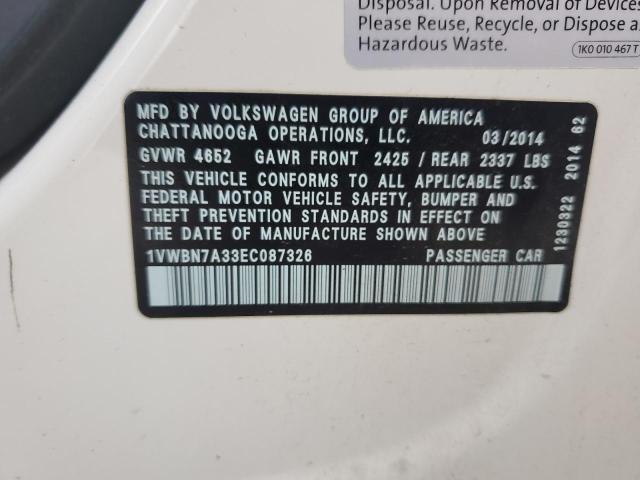 Disposal. Upon Removal of Devices
Please Reuse, Recycle, or Dispose a
Hazardous Waste.
1K0 010 467 T
MFD BY VOLKSWAGEN GROUP OF AMERICA
CHATTANOOGA OPERATIONS, LLC. 03/2014
GVWR 4652 GAWR FRONT 2425 / REAR 2337 LBS
THIS VEHICLE CONFORMS TO ALL APPLICABLE U.S.
FEDERAL MOTOR VEHICLE SAFETY, BUMPER AND
THEFT PREVENTION STANDARDS IN EFFECT ON
THE DATE OF MANUFACTURE SHOWN ABOVE.
1VWBN7A33EC087326 PASSENGER CAR
1230322 2014 62